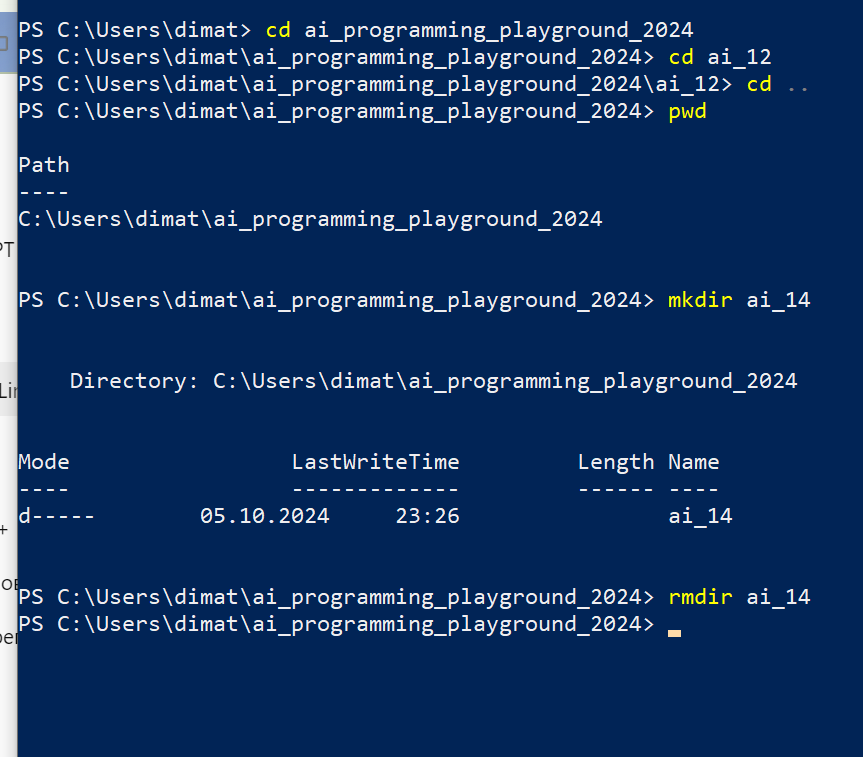 PS C:\Users\dimat> cd ai_programming_playground_2024
PS C:\Users\dimat\ai_programming_playground_2024> cd ai_12
PS C:\Users\dimat\ai_programming_playground_2024\ai_12> cd ..
PS C:\Users\dimat\ai_programming_playground_2024> pwd
Path
----
C:\Users\dimat\ai_programming_playground_2024
PS C:\Users\dimat\ai_programming_playground_2024> mkdir ai_14
Directory: C:\Users\dimat\ai_programming_playground_2024
Mode LastWriteTime Length Name
---- ------------- ------ ----
d----- 05.10.2024 23:26 ai_14
PS C:\Users\dimat\ai_programming_playground_2024> rmdir ai_14
PS C:\Users\dimat\ai_programming_playground_2024>